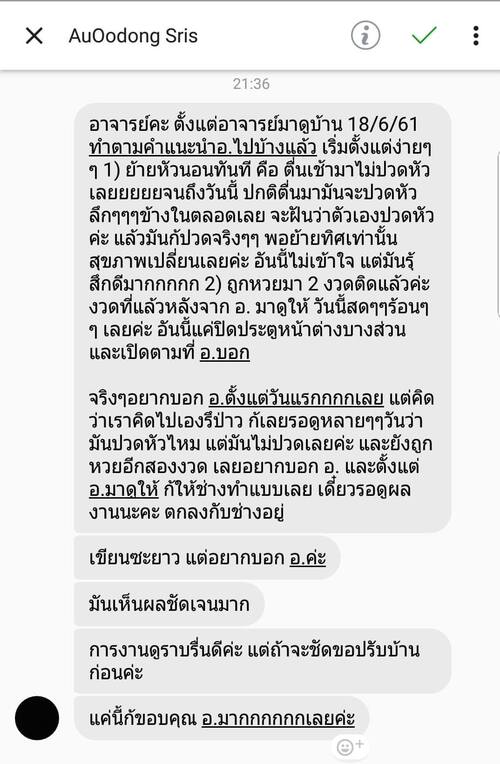 AuOodong Sris
21:36
อาจารย์คะ ตั้งแต่อาจารย์มาดูบ้าน 18/6/61
ทำตามคำแนะนำอ.ไปบ้างแล้ว เริ่มตั้งแต่ง่ายๆ
ๆ 1) ย้ายหัวนอนทันที คือ ตื่นเช้ามาไม่ปวดหัว
เลยยยยยจนถึงวันนี้ ปกติตื่นมามันจะปวดหัว
ลึกๆๆๆข้างในตลอดเลย จะฝันว่าตัวเองปวดหัว
ค่ะ แล้วมันก้ปวดจริงๆๆ พอย้ายทิศเท่านั้น
สุขภาพเปลี่ยนเลยค่ะ อันนี้ไม่เข้าใจ แต่มันรุ้
สึกดีมากกกกก 2) ถูกหวยมา 2 งวดติดแล้วค่ะ
งวดที่แล้วหลังจาก อ. มาดูให้ วันนี้สดๆๆร้อนๆ
ๆ เลยค่ะ อันนี้แค่ปิดประตูหน้าต่างบางส่วน
และเปิดตามที่ อ.บอก
จริงๆอยากบอก อ.ตั้งแต่วันแรกกกกเลย แต่คิด
ว่าเราคิดไปเองรึป่าว ก้เลยรอดูหลายๆๆวันว่า
มันปวดหัวไหม แต่มันไม่ปวดเลยค่ะ และยังถูก
หวยอีกสองงวด เลยอยากบอก อ. และตั้งแต่
อ.มาดูให้ ก้ให้ช่างทำแบบเลย เดี๋ยวรอดูผล
งานนะคะ ตกลงกับช่างอยู่
เขียนซะยาว แต่อยากบอก อ.ค่ะ
มันเห็นผลชัดเจนมาก
การงานดูราบรื่นดีค่ะ แต่ถ้าจะชัดขอปรับบ้าน
ก่อนค่ะ
แค่นี้ก้ขอบคุณ อ.มากกกกกกเลยค่ะ